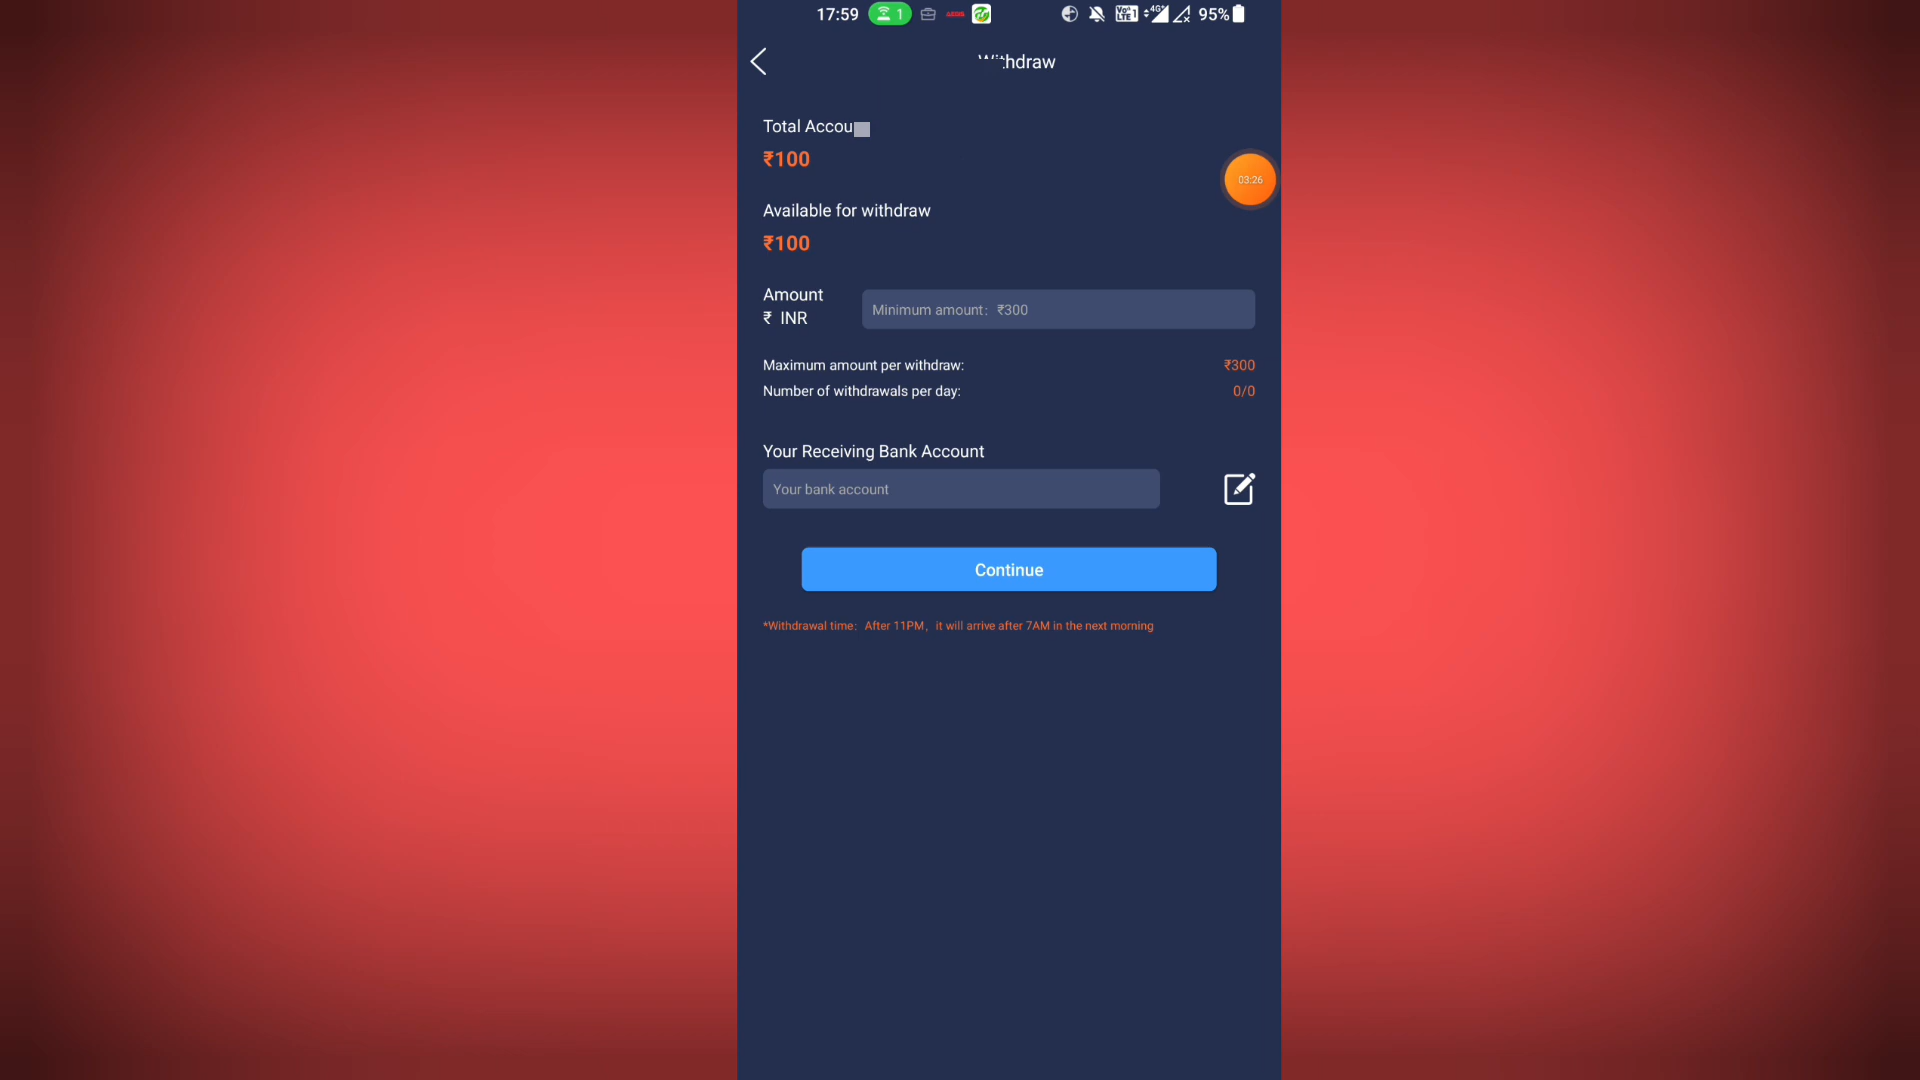 17:59 1 4G+ 95%
hdraw
Total Accou
₹100
03:26
Available for withdraw
₹100
Amount
₹ INR
Minimum amount: ₹300
Maximum amount per withdraw: ₹300
Number of withdrawals per day: 0/0
Your Receiving Bank Account
Your bank account
Continue
*Withdrawal time: After 11PM, it will arrive after 7AM in the next morning